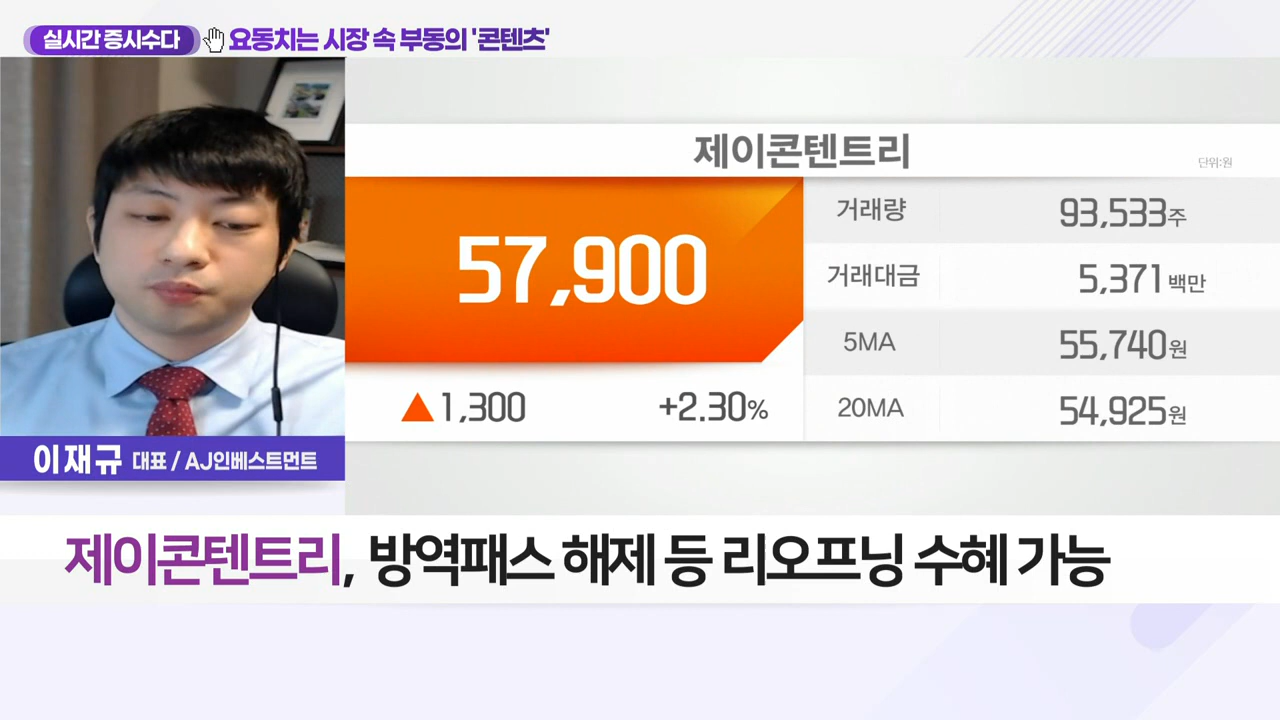 실시간 증시수다 요동치는 시장 속 부동의 '콘텐츠'
제이콘텐트리
단위:원
57,900
▲1,300 +2.30%
거래량 93,533주
거래대금 5,371백만
5MA 55,740원
20MA 54,925원
이재규 대표 / AJ인베스트먼트
제이콘텐트리, 방역패스 해제 등 리오프닝 수혜 가능